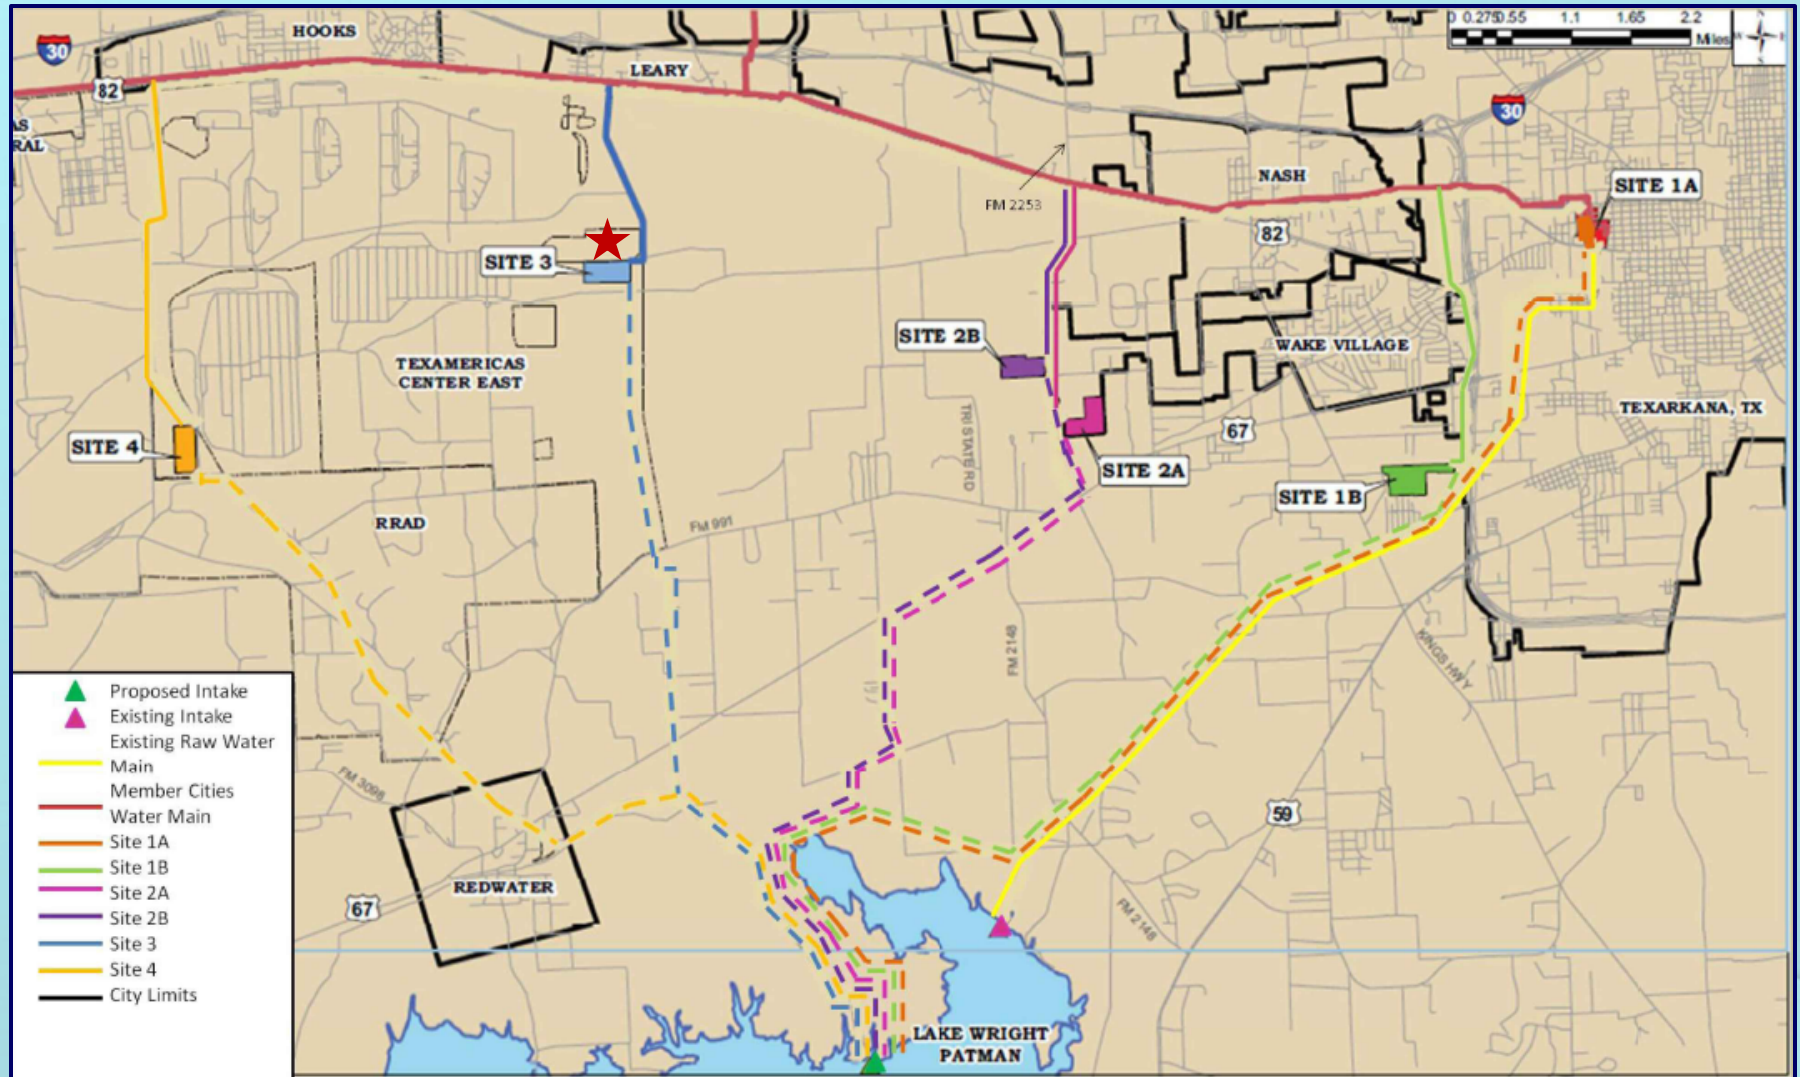 HOOKS
30
82
LEARY
0 0.275 0.55 1.1 1.65 2.2
Miles
AS
RAL
30
NASH
SITE 1A
FM 2253
82
SITE 3
SITE 2B
WAKE VILLAGE
TEXAMERICAS
CENTER EAST
TEXARKANA, TX
TRI STATE RD
67
SITE 4
SITE 2A
SITE 1B
RRAD
FM 991
FM 2148
KINGS HWY
Proposed Intake
Existing Intake
Existing Raw Water
Main
Member Cities
Water Main
Site 1A
Site 1B
Site 2A
Site 2B
Site 3
Site 4
City Limits
FM 3098
59
REDWATER
67
FM 2148
LAKE WRIGHT
PATMAN